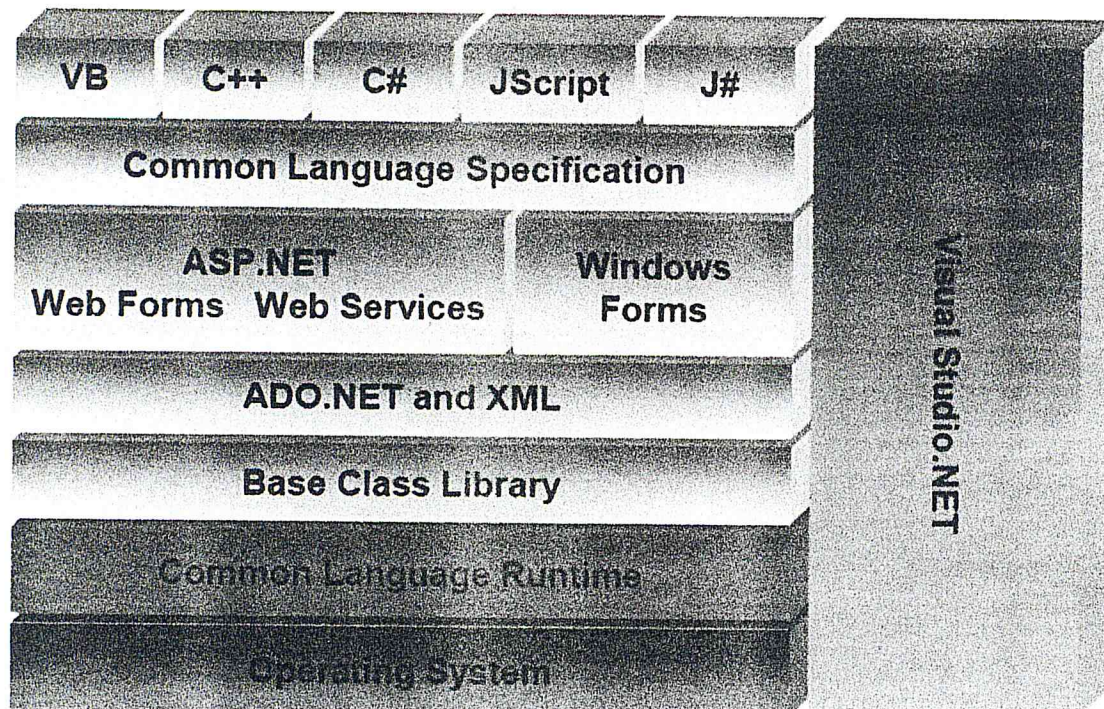 VB C++ C# JScript J#
Common Language Specification
ASP.NET
Web Forms Web Services
Windows
Forms
ADO.NET and XML
Base Class Library
Common Language Runtime
Operating System
Visual Studio.NET